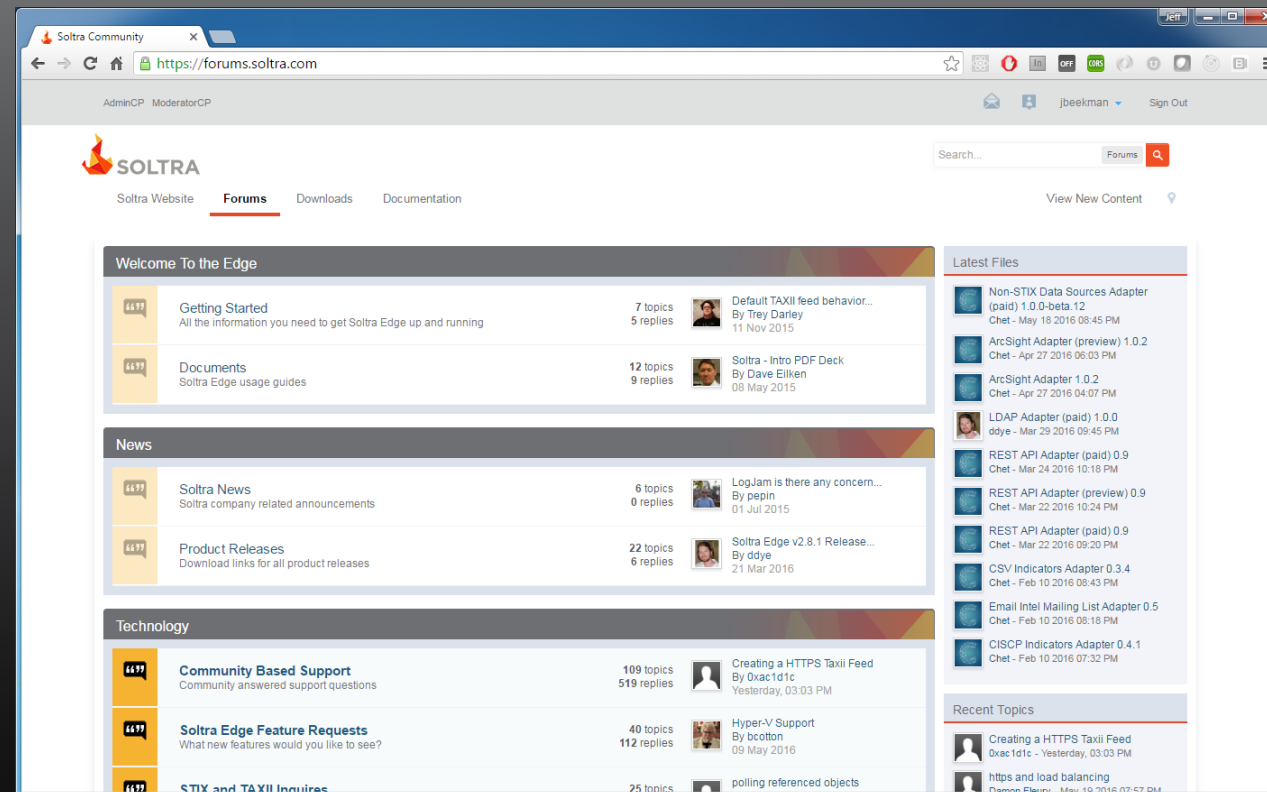 Jeff
Soltra Community
https://forums.soltra.com
In
OFF
CORS
AdminCP ModeratorCP
jbeekman
Sign Out
SOLTRA
Search...
Forums
Soltra Website
Forums
Downloads
Documentation
View New Content
Welcome To the Edge
Getting Started
All the information you need to get Soltra Edge up and running
7 topics
5 replies
Default TAXII feed behavior...
By Trey Darley
11 Nov 2015
Documents
Soltra Edge usage guides
12 topics
9 replies
Soltra - Intro PDF Deck
By Dave Eilken
08 May 2015
News
Soltra News
Soltra company related announcements
6 topics
0 replies
LogJam is there any concern...
By pepin
01 Jul 2015
Product Releases
Download links for all product releases
22 topics
6 replies
Soltra Edge v2.8.1 Release...
By ddye
21 Mar 2016
Technology
Community Based Support
Community answered support questions
109 topics
519 replies
Creating a HTTPS Taxii Feed
By 0xac1d1c
Yesterday, 03:03 PM
Soltra Edge Feature Requests
What new features would you like to see?
40 topics
112 replies
Hyper-V Support
By bcotton
09 May 2016
STIX and TAXII Inquires
25 topics
polling referenced objects
Latest Files
Non-STIX Data Sources Adapter
(paid) 1.0.0-beta.12
Chet - May 18 2016 08:45 PM
ArcSight Adapter (preview) 1.0.2
Chet - Apr 27 2016 06:03 PM
ArcSight Adapter 1.0.2
Chet - Apr 27 2016 04:07 PM
LDAP Adapter (paid) 1.0.0
ddye - Mar 29 2016 09:45 PM
REST API Adapter (paid) 0.9
Chet - Mar 24 2016 10:18 PM
REST API Adapter (preview) 0.9
Chet - Mar 22 2016 10:24 PM
REST API Adapter (paid) 0.9
Chet - Mar 22 2016 09:20 PM
CSV Indicators Adapter 0.3.4
Chet - Feb 10 2016 08:43 PM
Email Intel Mailing List Adapter 0.5
Chet - Feb 10 2016 08:18 PM
CISCP Indicators Adapter 0.4.1
Chet - Feb 10 2016 07:32 PM
Recent Topics
Creating a HTTPS Taxii Feed
0xac1d1c - Yesterday, 03:03 PM
https and load balancing
Damon Fleury - May 19 2016 07:57 PM